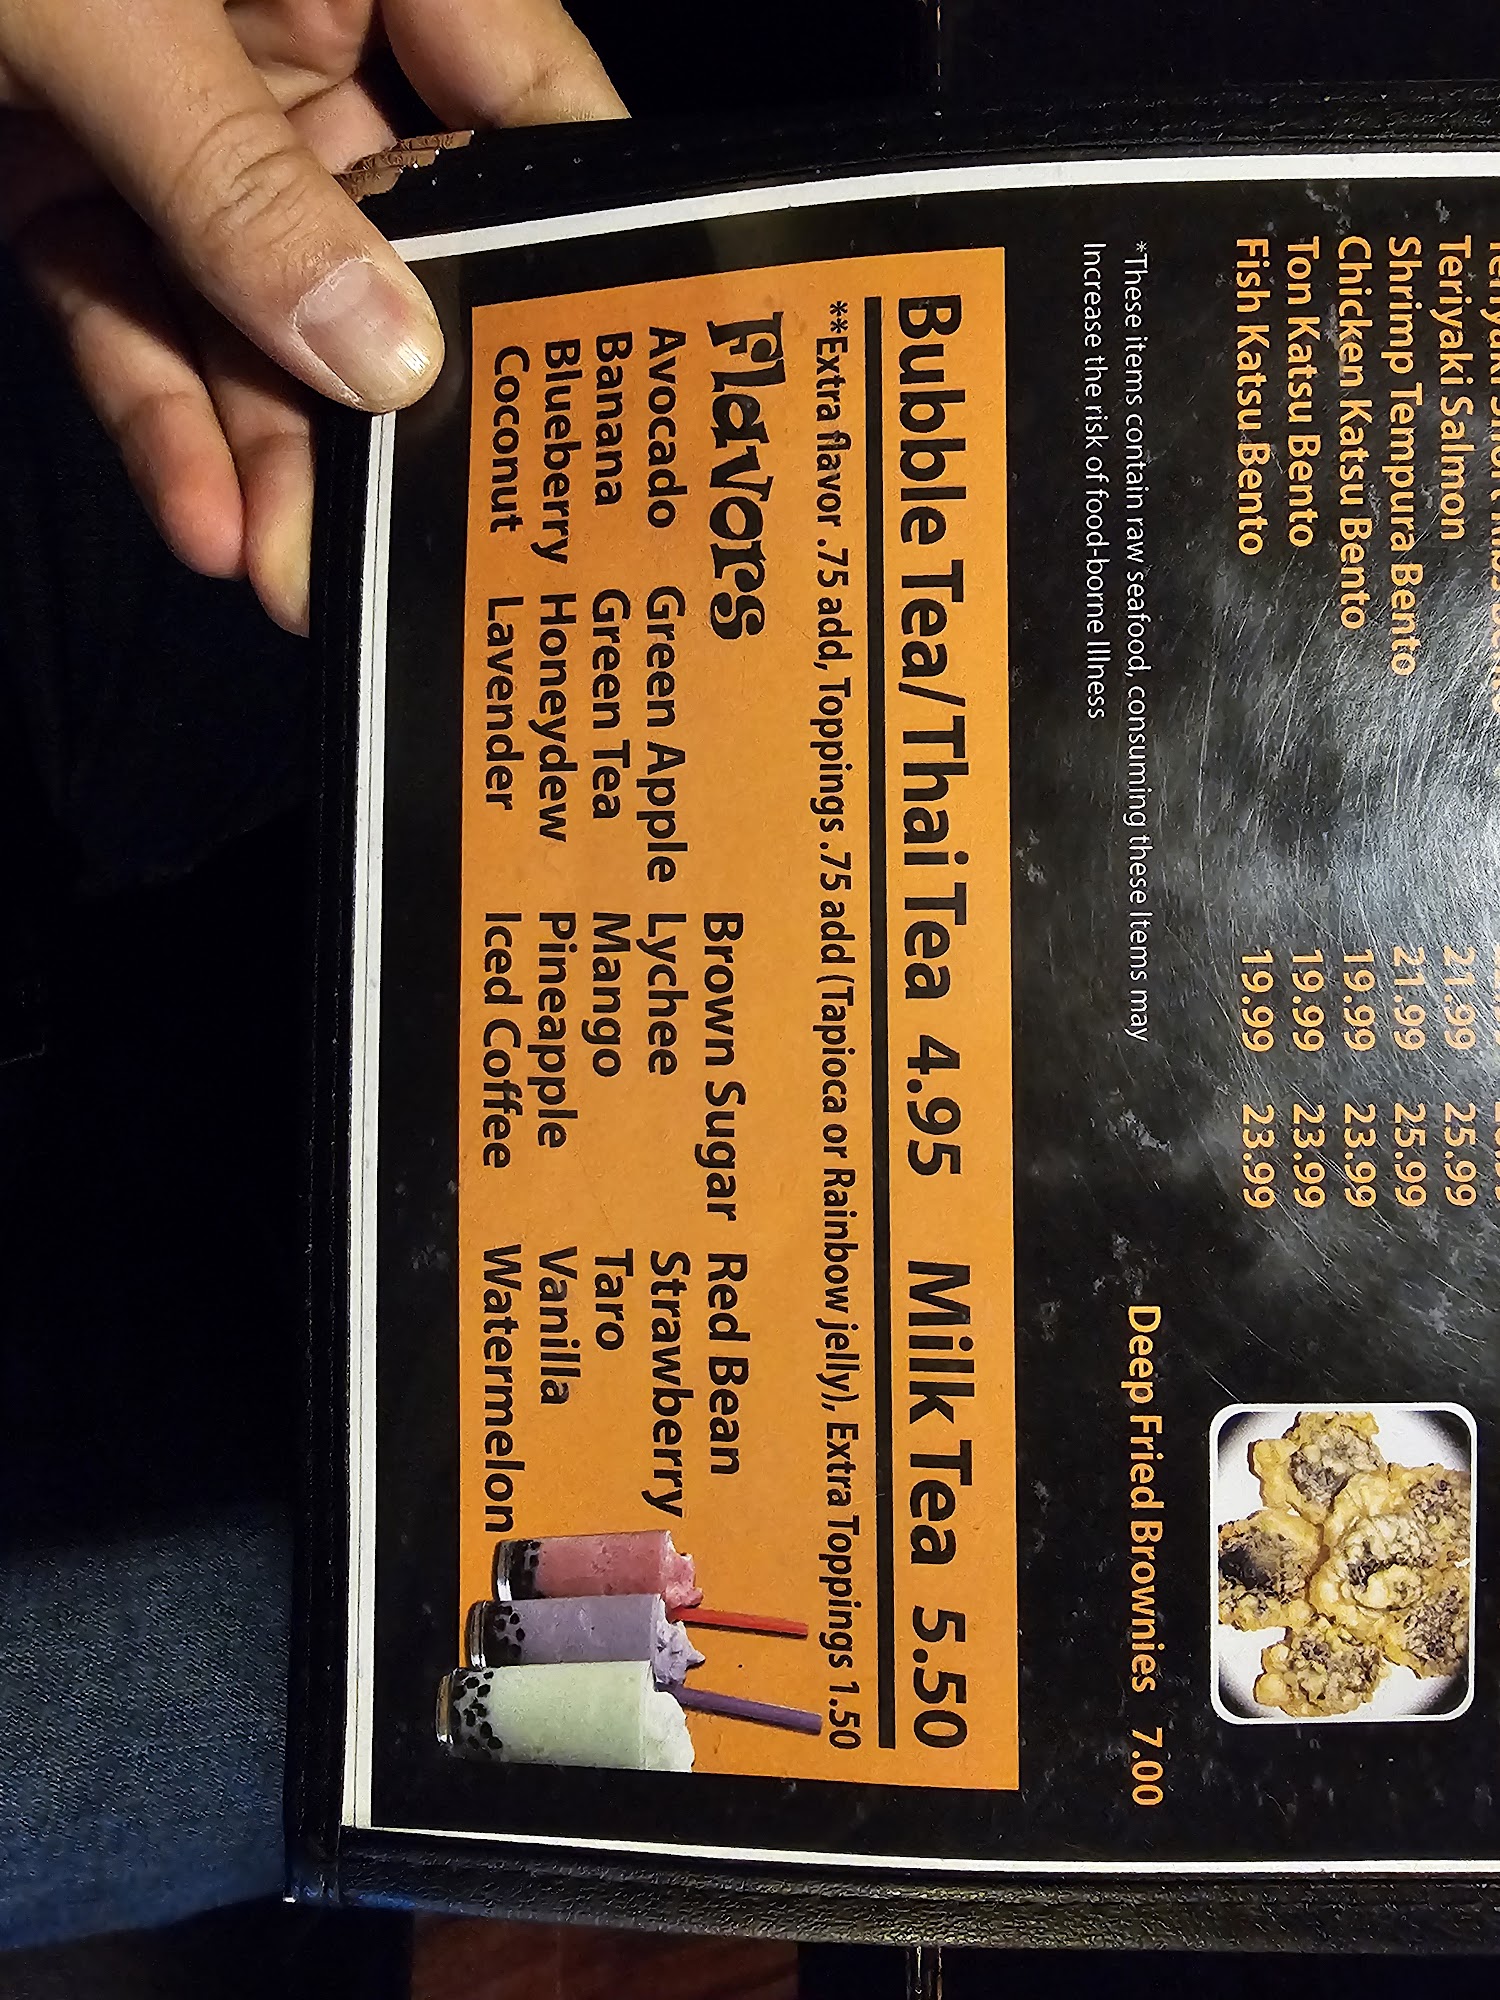 Teriyaki Salmon 21.99 25.99
Shrimp Tempura Bento 21.99 25.99
Chicken Katsu Bento 19.99 23.99
Ton Katsu Bento 19.99 23.99
Fish Katsu Bento 19.99 23.99
*These items contain raw seafood, consuming these Items may
Increase the risk of food-borne Illness
Deep Fried Brownies 7.00
Bubble Tea/Thai Tea 4.95 Milk Tea 5.50
**Extra flavor .75 add, Toppings .75 add (Tapioca or Rainbow jelly), Extra Toppings 1.50
Flavors Brown Sugar Red Bean
Avocado Green Apple Lychee Strawberry
Banana Green Tea Mango Taro
Blueberry Honeydew Pineapple Vanilla
Coconut Lavender Iced Coffee Watermelon